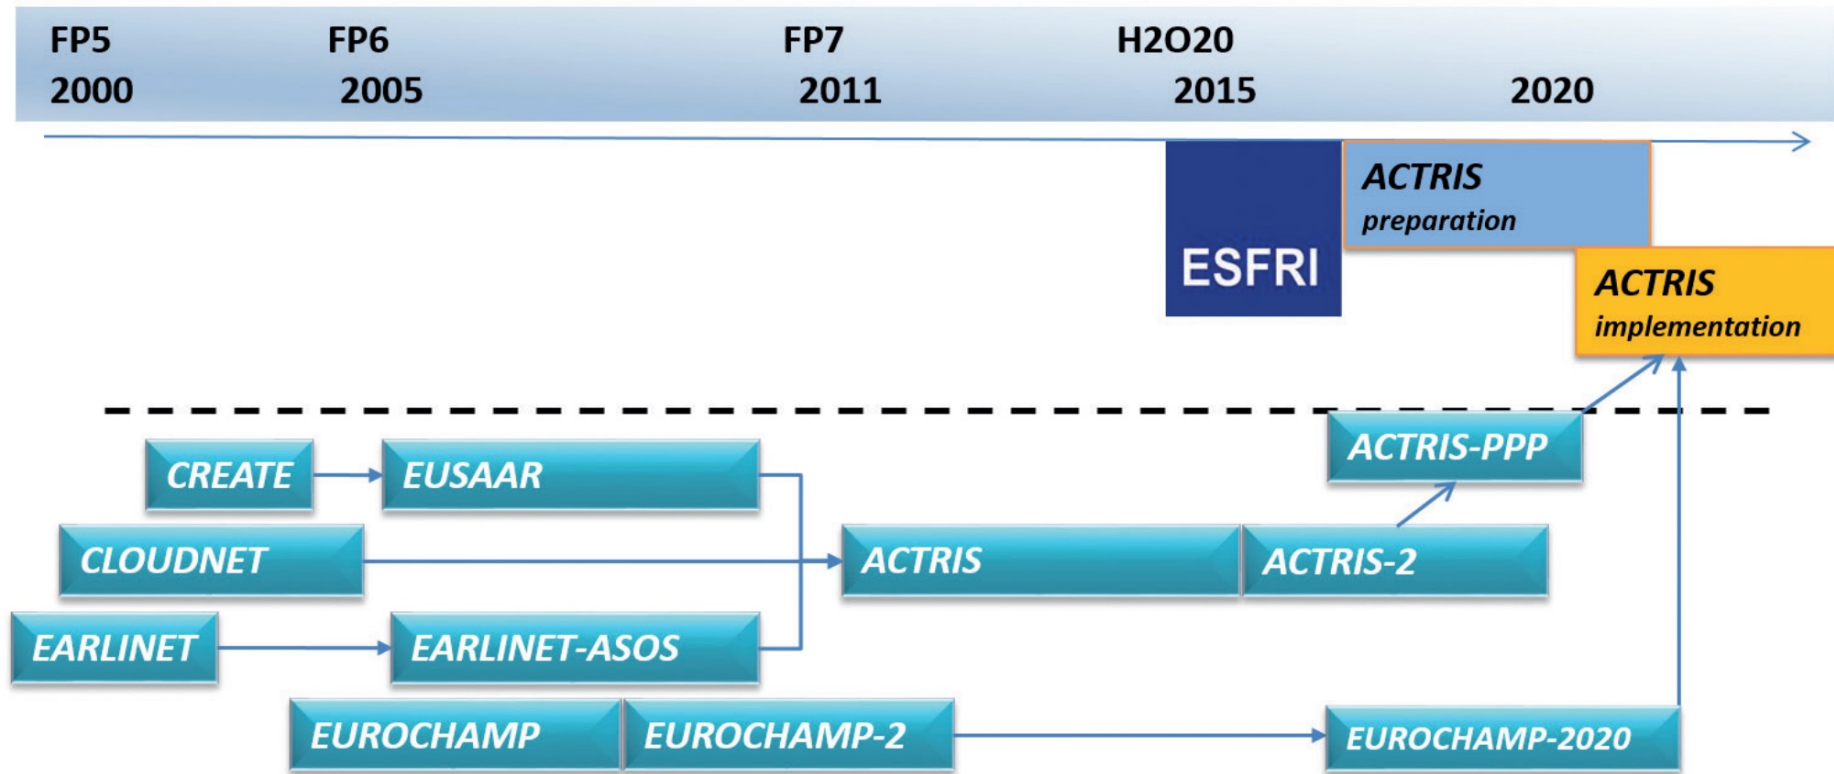 FP5 FP6 FP7 H2O20
2000 2005 2011 2015 2020
ESFRI
ACTRIS
preparation
ACTRIS
implementation
ACTRIS-PPP
CREATE EUSAAR
CLOUDNET ACTRIS ACTRIS-2
EARLINET EARLINET-ASOS
EUROCHAMP EUROCHAMP-2 EUROCHAMP-2020